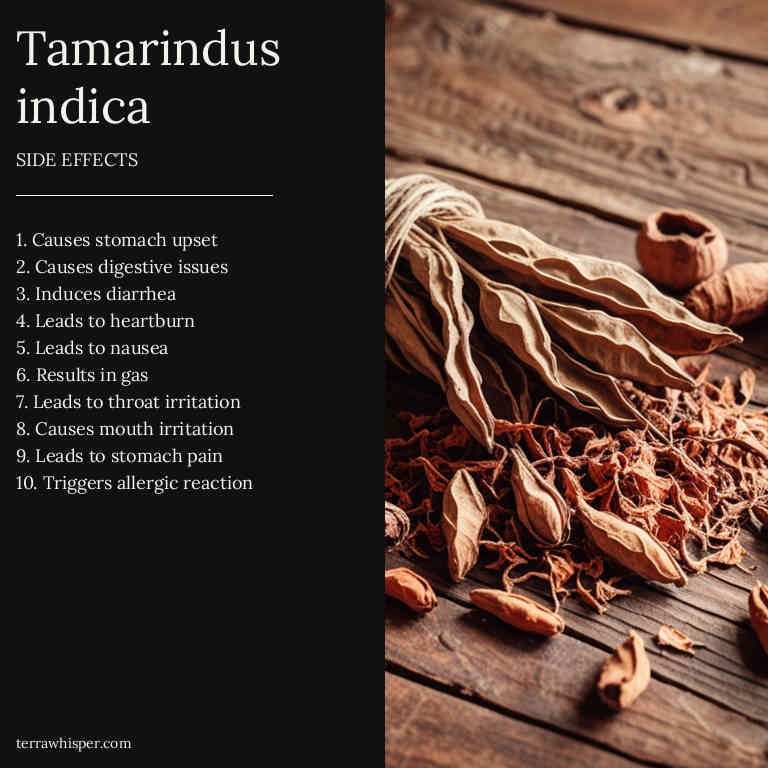 Tamarindus
indica
SIDE EFFECTS
1. Causes stomach upset
2. Causes digestive issues
3. Induces diarrhea
4. Leads to heartburn
5. Leads to nausea
6. Results in gas
7. Leads to throat irritation
8. Causes mouth irritation
9. Leads to stomach pain
10. Triggers allergic reaction
terrawhisper.com